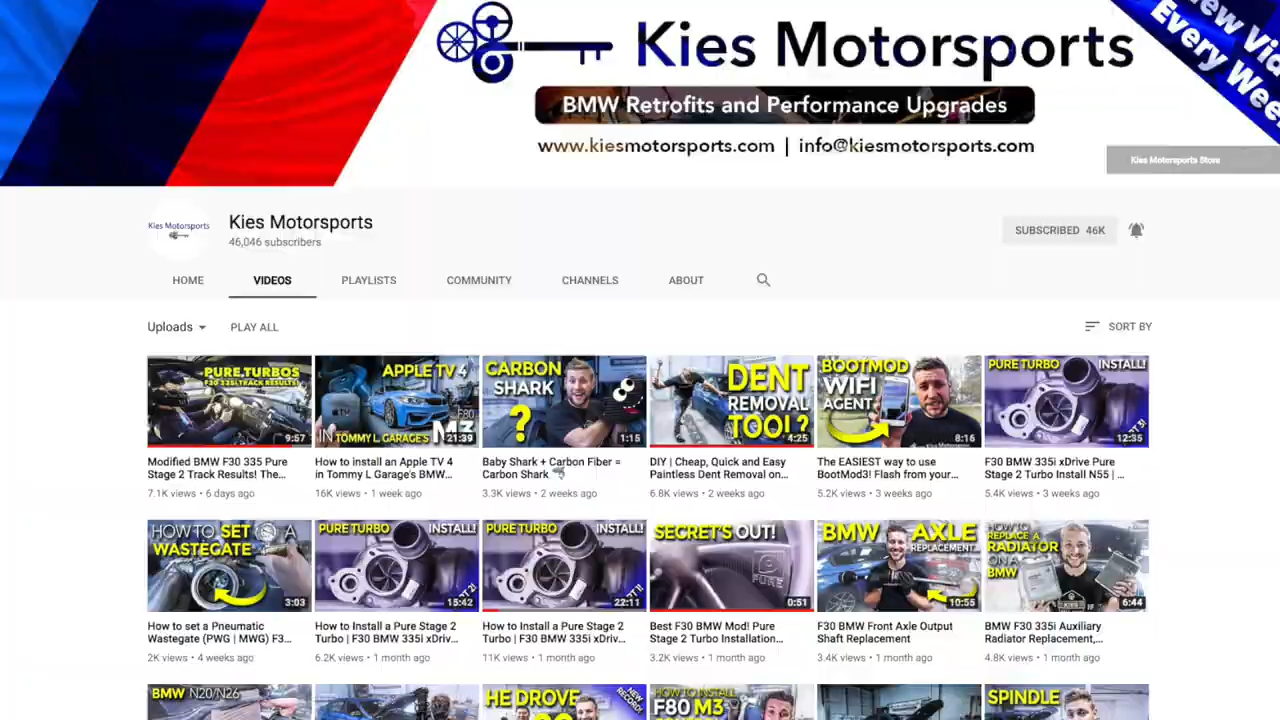 New Vid
Every Week
Kies Motorsports
BMW Retrofits and Performance Upgrades
www.kiesmotorsports.com | info@kiesmotorsports.com
Kies Motorsports Store
Kies Motorsports
Kies Motorsports
46,046 subscribers
SUBSCRIBED 46K
HOME VIDEOS PLAYLISTS COMMUNITY CHANNELS ABOUT
Uploads PLAY ALL SORT BY
PURE TURBOS
F30 335I TRACK RESULTS!
9:57
APPLE TV 4
F80
IN TOMMY L GARAGE'S M3
21:39
CARBON
SHARK
?
1:15
DENT
REMOVAL
TOOL?
4:25
BOOTMOD
WIFI
AGENT
8:16
PURE TURBO INSTALL!
12:35
Modified BMW F30 335 Pure
Stage 2 Track Results! The...
7.1K views • 6 days ago
How to install an Apple TV 4
in Tommy L Garage's BMW...
16K views • 1 week ago
Baby Shark + Carbon Fiber =
Carbon Shark
3.3K views • 2 weeks ago
DIY | Cheap, Quick and Easy
Paintless Dent Removal on...
6.8K views • 2 weeks ago
The EASIEST way to use
BootMod3! Flash from your...
5.2K views • 3 weeks ago
F30 BMW 335i xDrive Pure
Stage 2 Turbo Install N55 | ...
5.4K views • 3 weeks ago
HOW TO SET A
WASTEGATE
3:03
PURE TURBO INSTALL!
15:42
PURE TURBO INSTALL!
22:11
SECRET'S OUT!
PURE
0:51
BMW AXLE
REPLACEMENT
10:55
HOW TO
REPLACE A
RADIATOR
ON A
BMW
6:44
How to set a Pneumatic
Wastegate (PWG | MWG) F3...
2K views • 4 weeks ago
How to Install a Pure Stage 2
Turbo | F30 BMW 335i xDriv...
6.2K views • 1 month ago
How to Install a Pure Stage 2
Turbo | F30 BMW 335i xDriv...
11K views • 1 month ago
Best F30 BMW Mod! Pure
Stage 2 Turbo Installation...
3.2K views • 1 month ago
F30 BMW Front Axle Output
Shaft Replacement
3.4K views • 1 month ago
BMW F30 335i Auxiliary
Radiator Replacement,...
4.8K views • 1 month ago
BMW N20/N26
HE DROVE
NEW
RECORD!
HOW TO INSTALL
F80 M3
SPINDLE